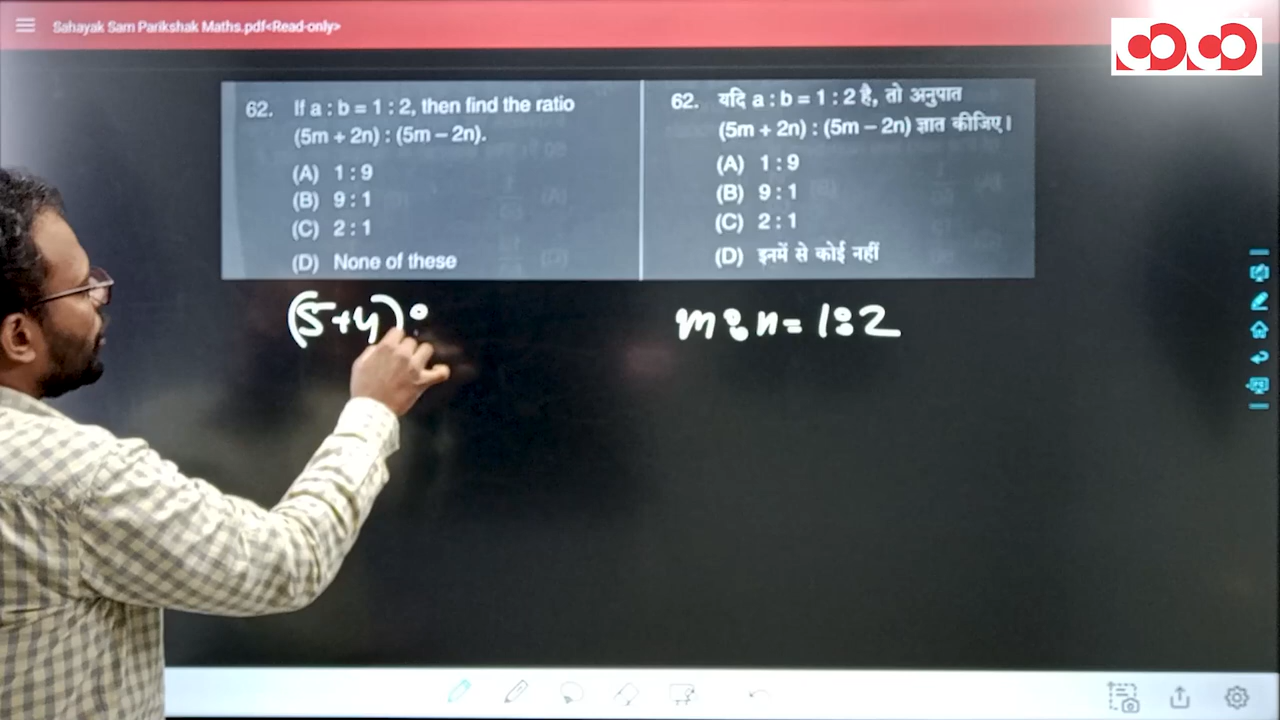 Sahayak Sam Parikshak Maths.pdf<Read-only>
62. If a : b = 1 : 2, then find the ratio
(5m + 2n) : (5m – 2n).
(A) 1 : 9
(B) 9 : 1
(C) 2 : 1
(D) None of these
62. यदि a : b = 1 : 2 है, तो अनुपात
(5m + 2n) : (5m – 2n) ज्ञात कीजिए।
(A) 1 : 9
(B) 9 : 1
(C) 2 : 1
(D) इनमें से कोई नहीं
(5+4):
m:n = 1:2